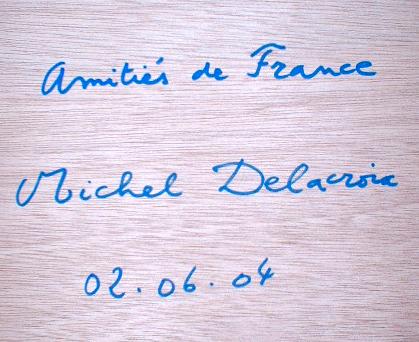 Amitiés de France
Michel Delacroix
02.06.04